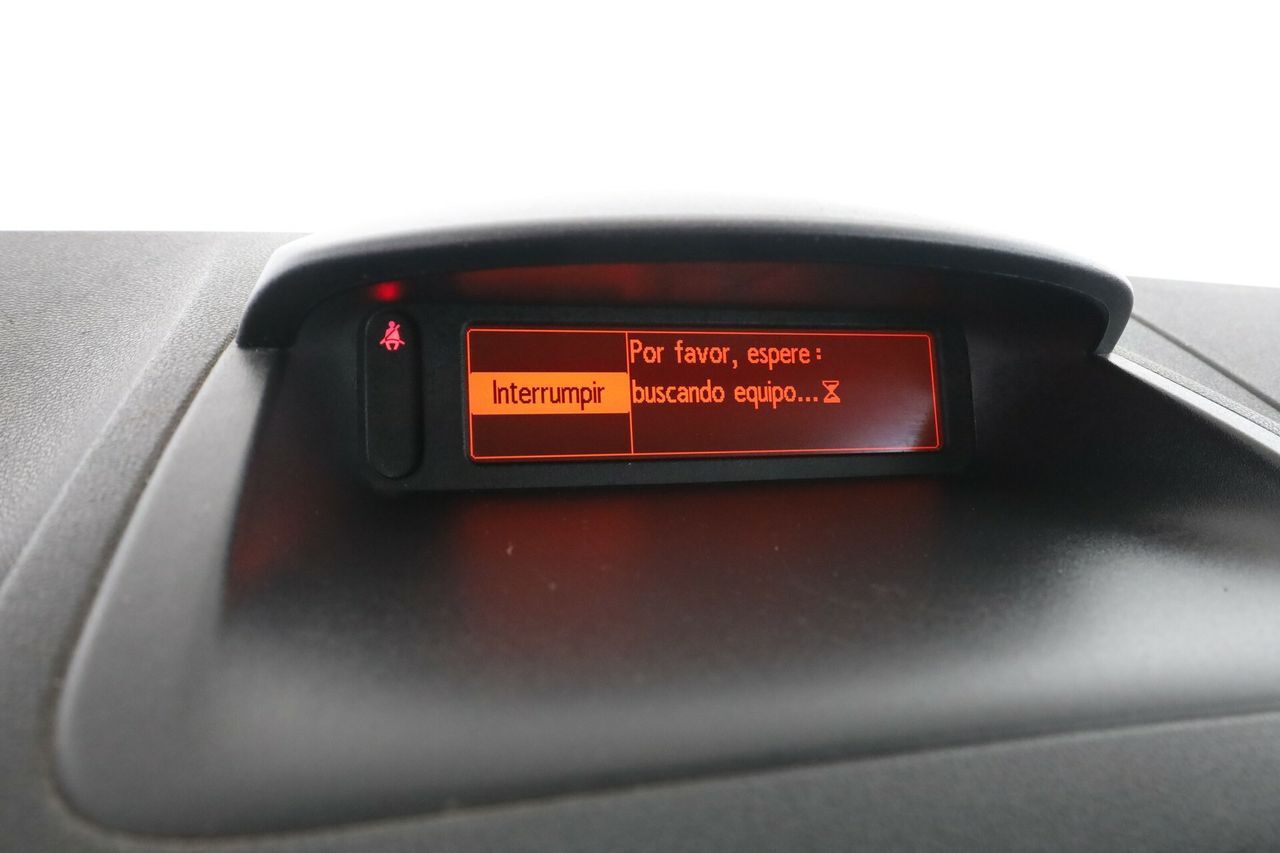 Por favor, espere:
Interrumpir
buscando equipo...